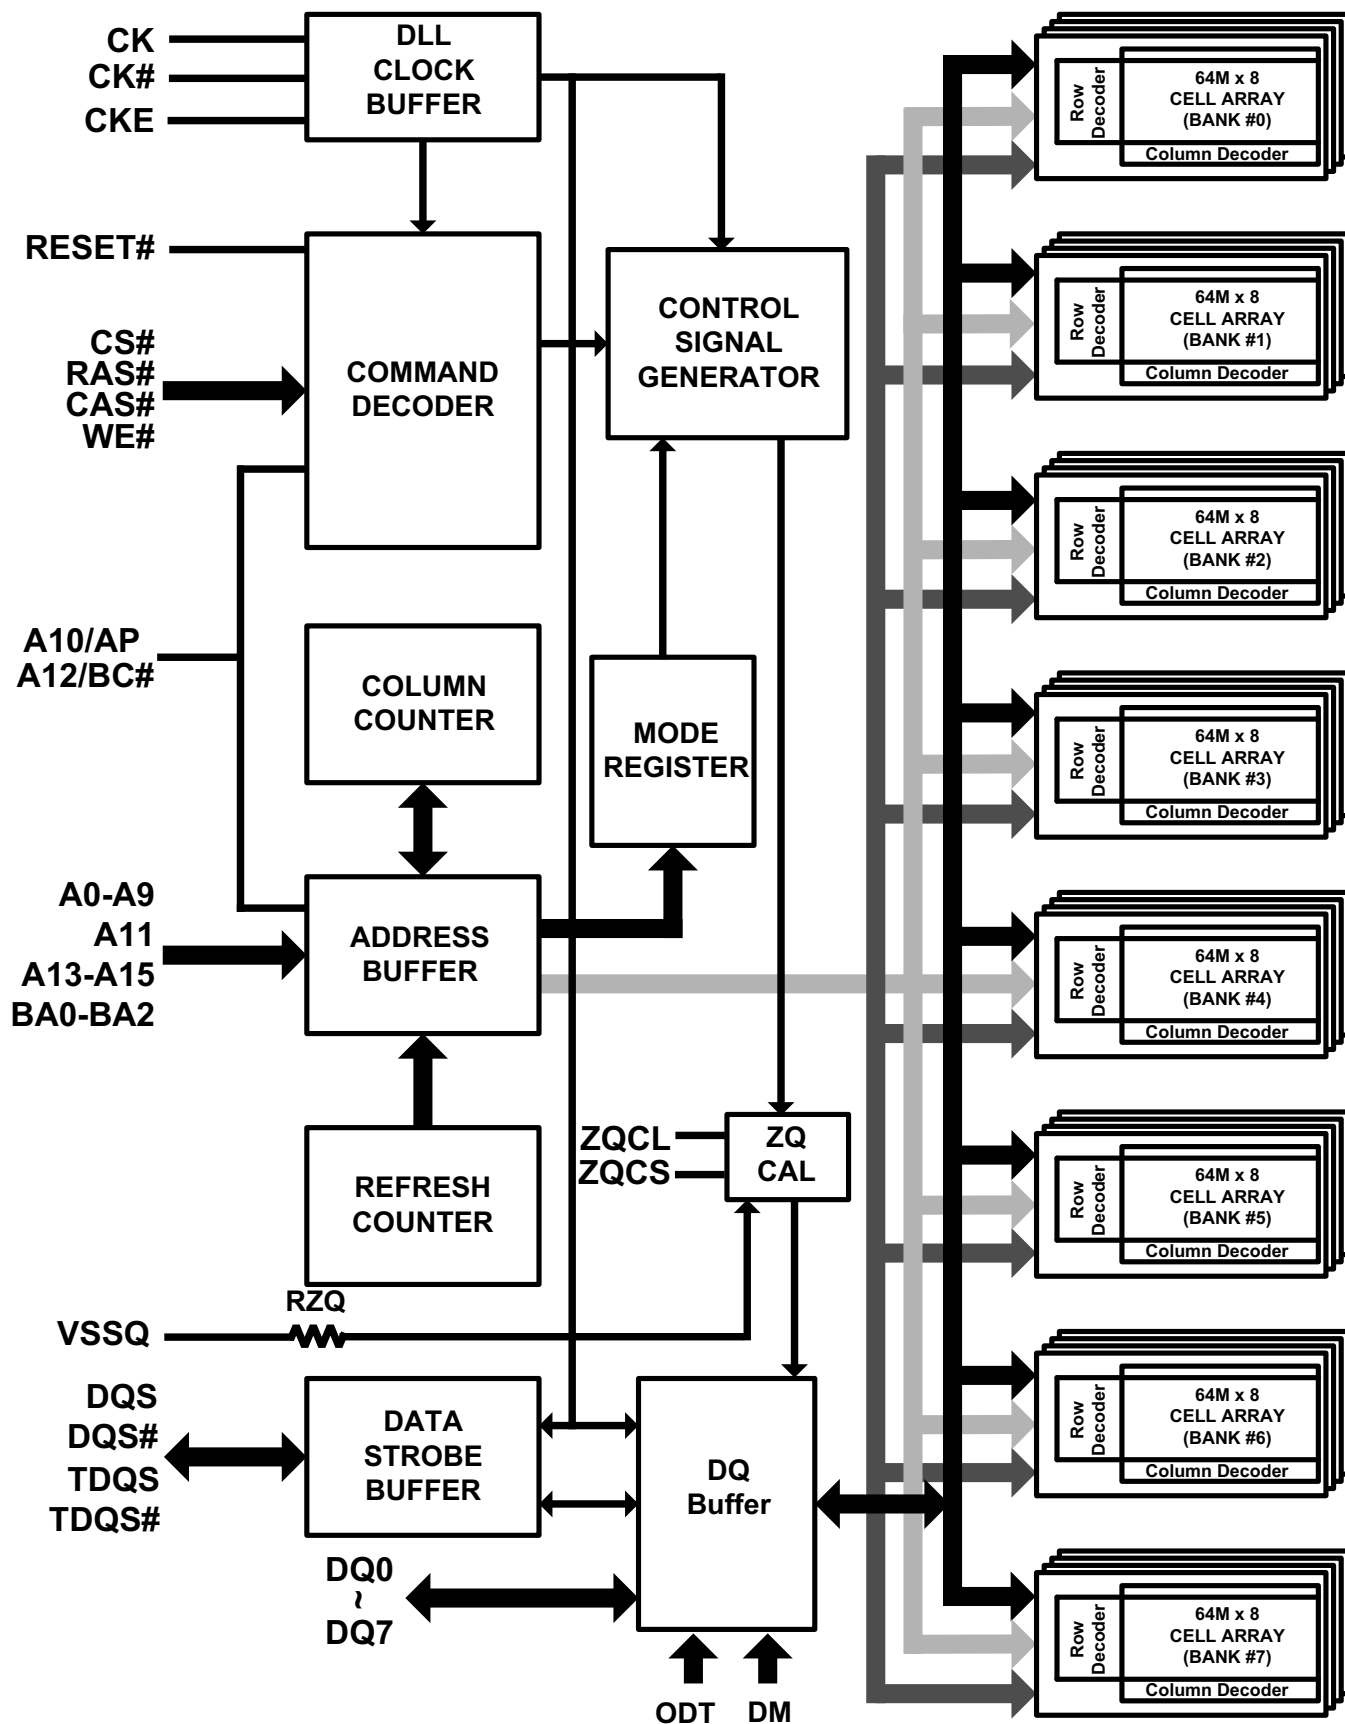 CK
CK#
CKE
DLL
CLOCK
BUFFER
RESET#
CS#
RAS#
CAS#
WE#
COMMAND
DECODER
CONTROL
SIGNAL
GENERATOR
A10/AP
A12/BC#
COLUMN
COUNTER
MODE
REGISTER
A0-A9
A11
A13-A15
BA0-BA2
ADDRESS
BUFFER
REFRESH
COUNTER
ZQCL
ZQCS
ZQ
CAL
RZQ
VSSQ
DQS
DQS#
TDQS
TDQS#
DATA
STROBE
BUFFER
DQ
Buffer
DQ0
~
DQ7
ODT
DM
Row
Decoder
64M x 8
CELL ARRAY
(BANK #0)
Column Decoder
Row
Decoder
64M x 8
CELL ARRAY
(BANK #1)
Column Decoder
Row
Decoder
64M x 8
CELL ARRAY
(BANK #2)
Column Decoder
Row
Decoder
64M x 8
CELL ARRAY
(BANK #3)
Column Decoder
Row
Decoder
64M x 8
CELL ARRAY
(BANK #4)
Column Decoder
Row
Decoder
64M x 8
CELL ARRAY
(BANK #5)
Column Decoder
Row
Decoder
64M x 8
CELL ARRAY
(BANK #6)
Column Decoder
Row
Decoder
64M x 8
CELL ARRAY
(BANK #7)
Column Decoder